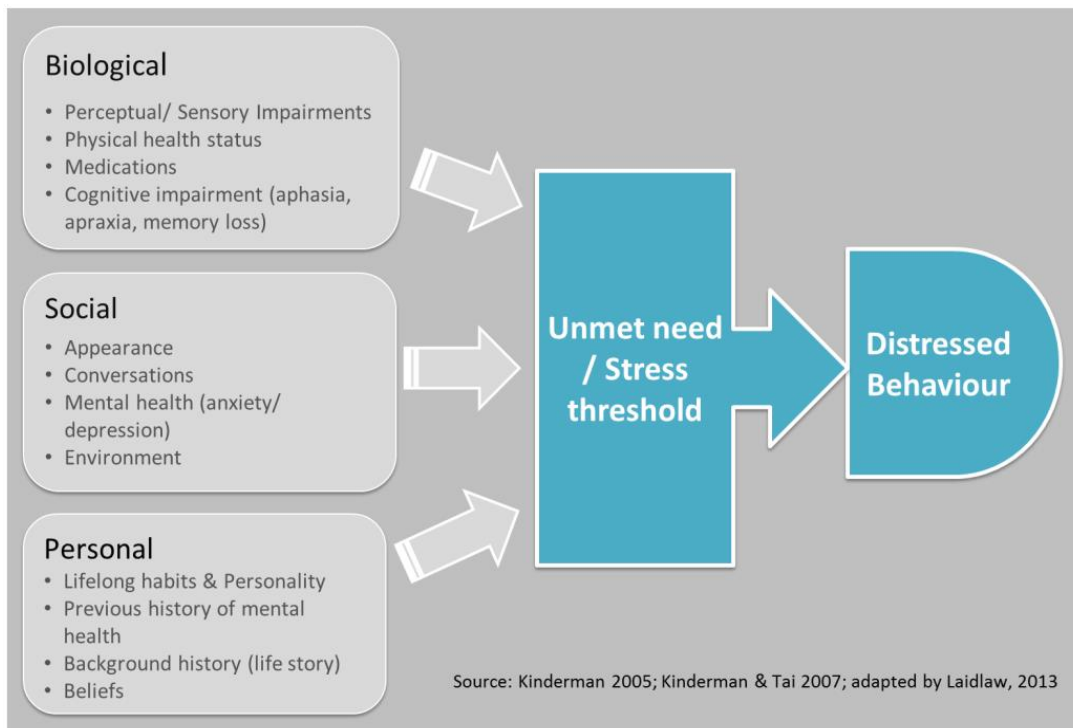 Biological
• Perceptual/ Sensory Impairments
• Physical health status
• Medications
• Cognitive impairment (aphasia,
apraxia, memory loss)
Social
• Appearance
• Conversations
• Mental health (anxiety/
depression)
• Environment
Personal
• Lifelong habits & Personality
• Previous history of mental
health
• Background history (life story)
• Beliefs
Unmet need
/ Stress
threshold
Distressed
Behaviour
Source: Kinderman 2005; Kinderman & Tai 2007; adapted by Laidlaw, 2013